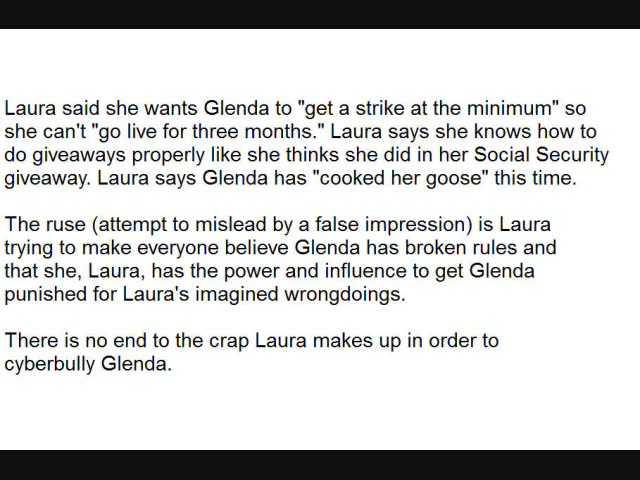 Laura said she wants Glenda to "get a strike at the minimum" so
she can't "go live for three months." Laura says she knows how to
do giveaways properly like she thinks she did in her Social Security
giveaway. Laura says Glenda has "cooked her goose" this time.
The ruse (attempt to mislead by a false impression) is Laura
trying to make everyone believe Glenda has broken rules and
that she, Laura, has the power and influence to get Glenda
punished for Laura's imagined wrongdoings.
There is no end to the crap Laura makes up in order to
cyberbully Glenda.